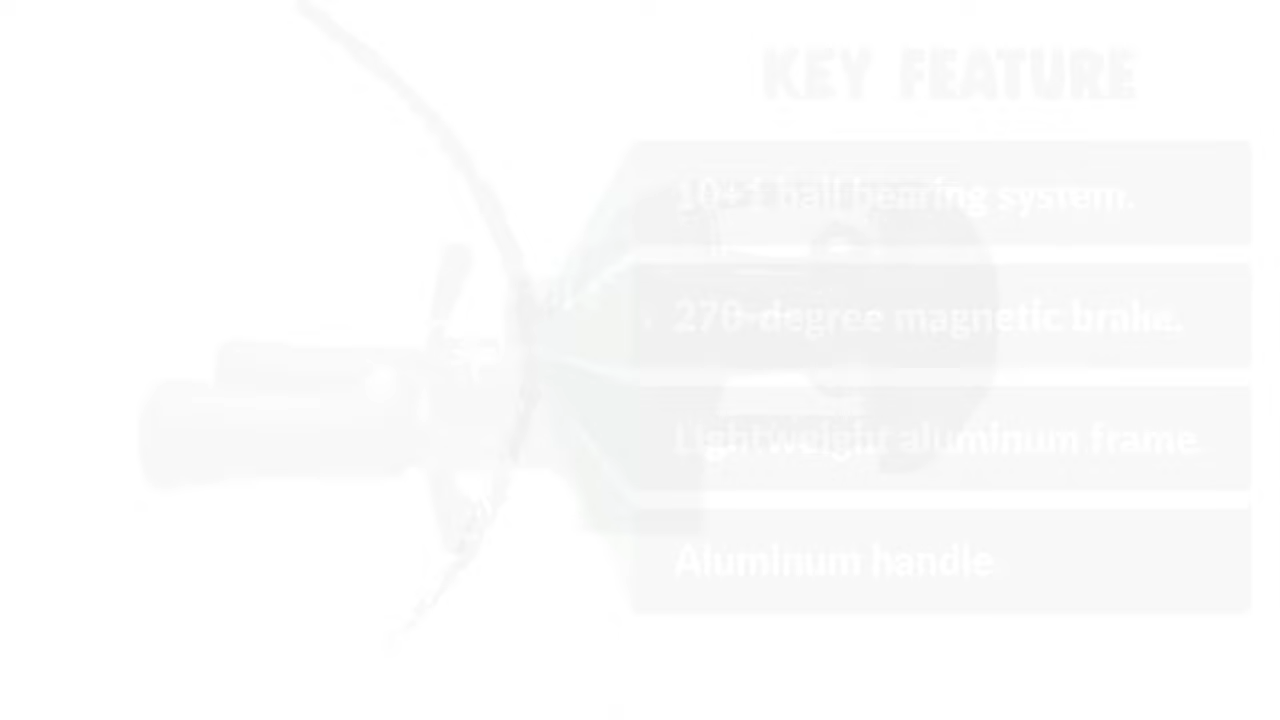 KEY FEATURE
10+1 ball bearing system.
270-degree magnetic brake.
Lightweight aluminum frame.
Aluminum handle